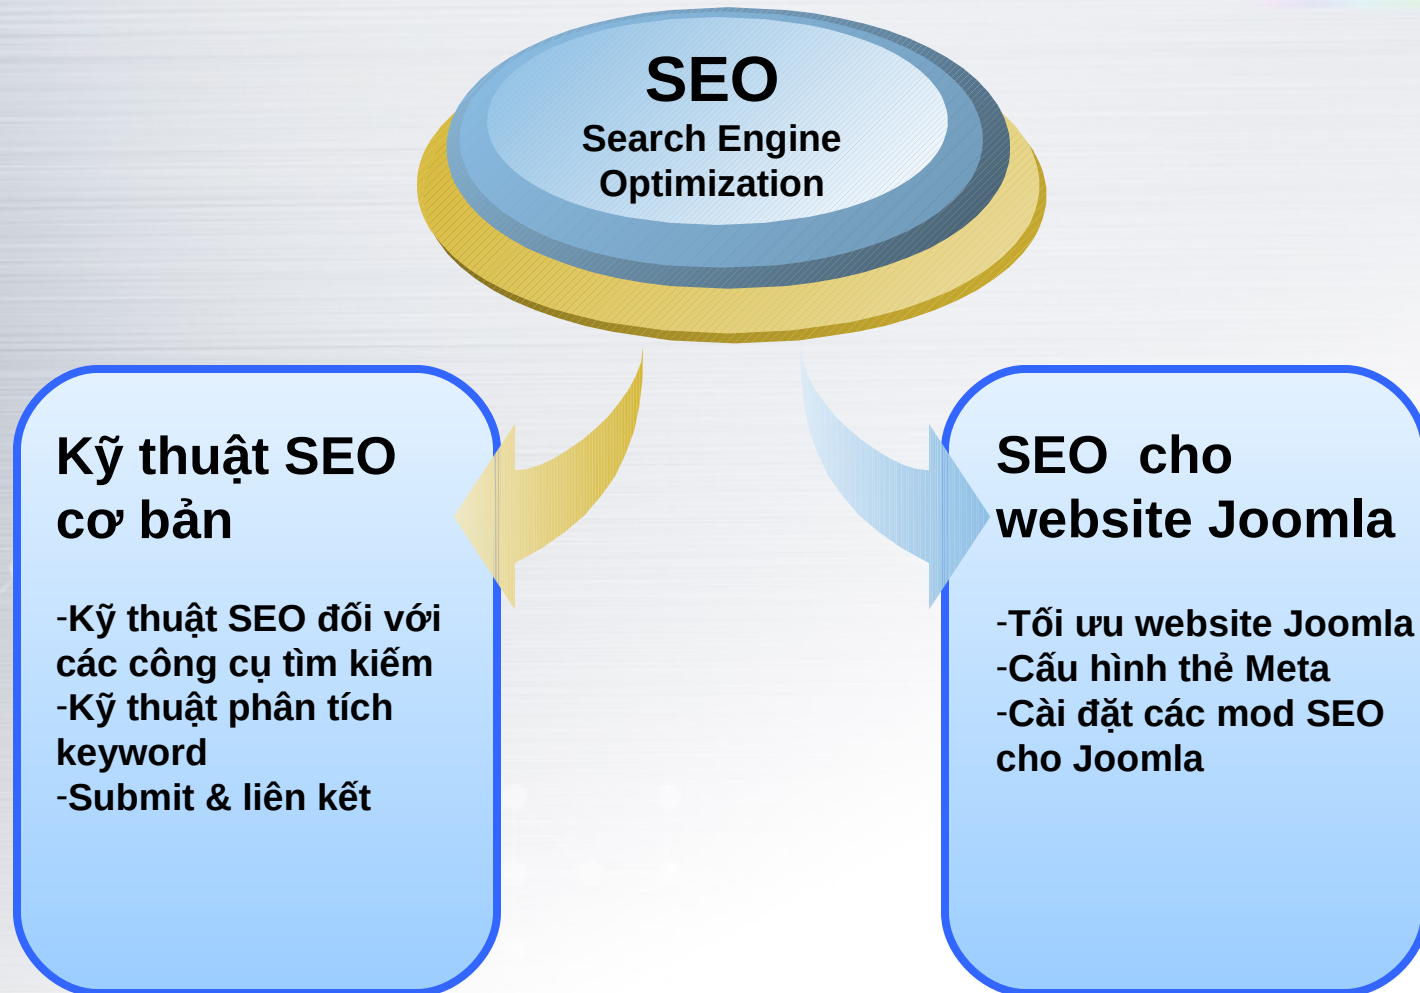 SEO
Search Engine
Optimization
Kỹ thuật SEO
cơ bản
-Kỹ thuật SEO đối với
các công cụ tìm kiếm
-Kỹ thuật phân tích
keyword
-Submit & liên kết
SEO  cho
website Joomla
-Tối ưu website Joomla
-Cấu hình thẻ Meta
-Cài đặt các mod SEO
cho Joomla